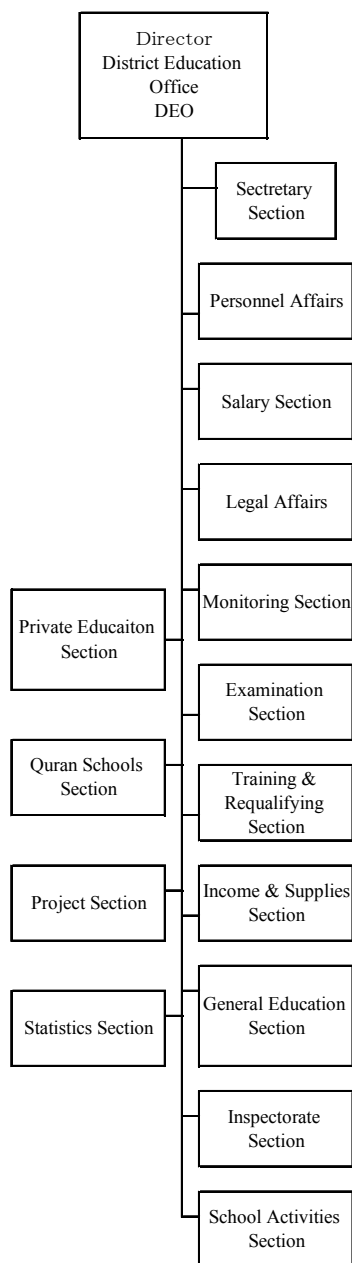 Director
District Education
Office
DEO
Sectretary
Section
Personnel Affairs
Salary Section
Legal Affairs
Monitoring Section
Private Educaiton
Section
Examination
Section
Quran Schools
Section
Training &
Requalifying
Section
Project Section
Income & Supplies
Section
General Education
Section
Statistics Section
Inspectorate
Section
School Activities
Section